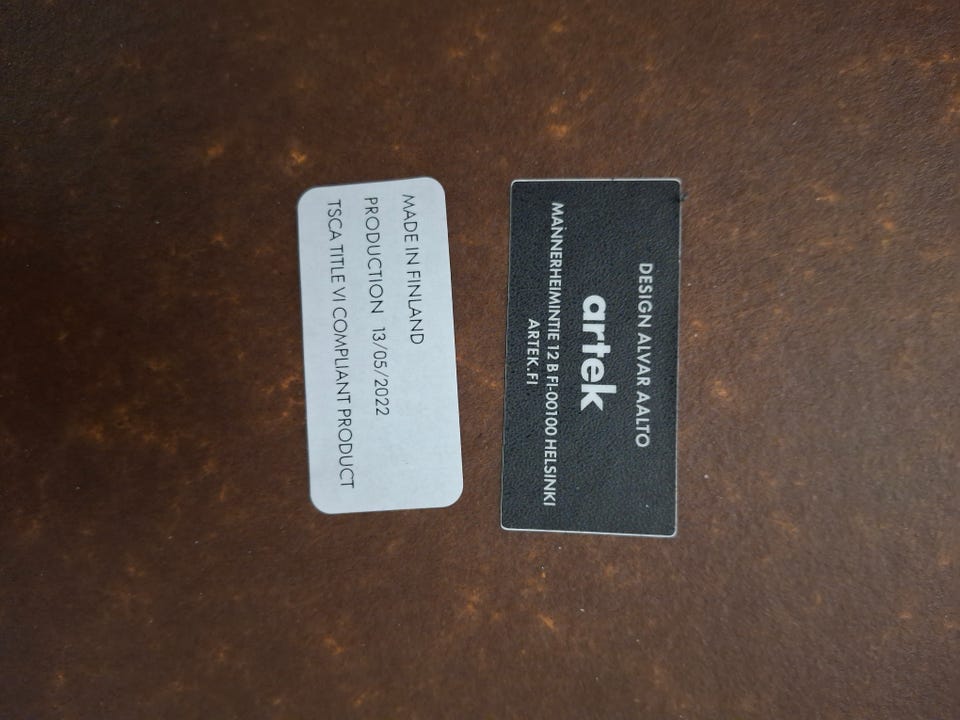 DESIGN ALVAR AALTO
artek
MANNERHEIMINTIE 12 B FI-00100 HELSINKI
ARTEK.FI
MADE IN FINLAND
PRODUCTION 13/05/2022
TSCA TITLE VI COMPLIANT PRODUCT